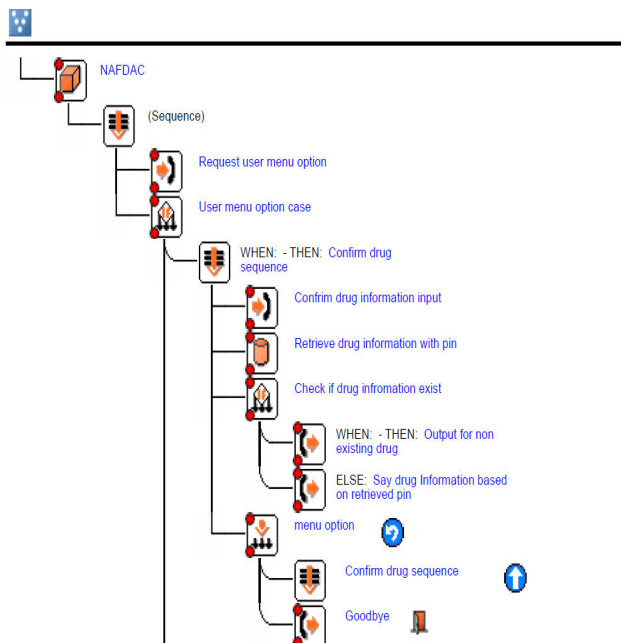 NAFDAC
(Sequence)
Request user menu option
User menu option case
WHEN: - THEN: Confirm drug
sequence
Confrim drug information input
Retrieve drug information with pin
Check if drug infromation exist
WHEN: - THEN: Output for non
existing drug
ELSE: Say drug Information based
on retrieved pin
menu option
Confirm drug sequence
Goodbye